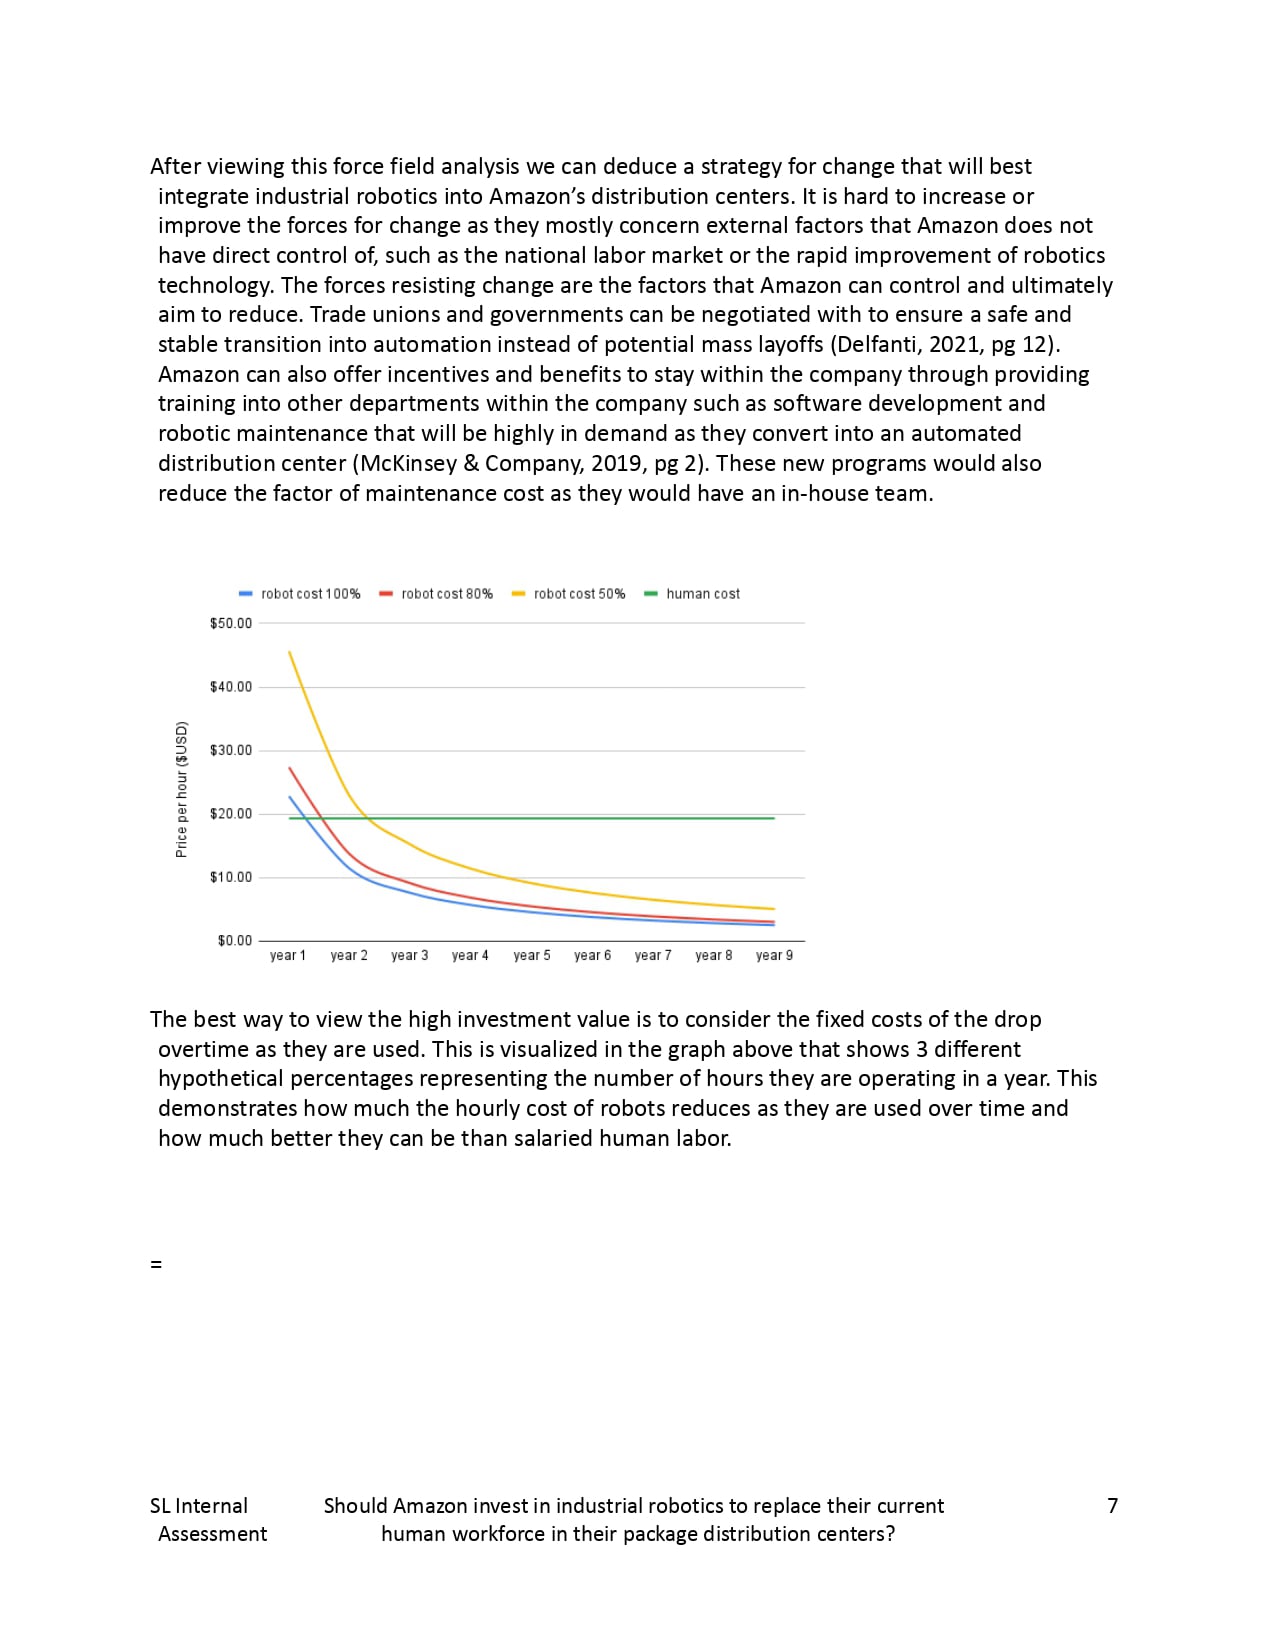 After viewing this force field analysis we can deduce a strategy for change that will best
integrate industrial robotics into Amazon’s distribution centers. It is hard to increase or
improve the forces for change as they mostly concern external factors that Amazon does not
have direct control of, such as the national labor market or the rapid improvement of robotics
technology. The forces resisting change are the factors that Amazon can control and ultimately
aim to reduce. Trade unions and governments can be negotiated with to ensure a safe and
stable transition into automation instead of potential mass layoffs (Delfanti, 2021, pg 12).
Amazon can also offer incentives and benefits to stay within the company through providing
training into other departments within the company such as software development and
robotic maintenance that will be highly in demand as they convert into an automated
distribution center (McKinsey & Company, 2019, pg 2). These new programs would also
reduce the factor of maintenance cost as they would have an in-house team.
robot cost 100% robot cost 80% robot cost 50% human cost
$50.00
$40.00
$30.00
$20.00
$10.00
$0.00
Price per hour ($USD)
year 1 year 2 year 3 year 4 year 5 year 6 year 7 year 8 year 9
The best way to view the high investment value is to consider the fixed costs of the drop
overtime as they are used. This is visualized in the graph above that shows 3 different
hypothetical percentages representing the number of hours they are operating in a year. This
demonstrates how much the hourly cost of robots reduces as they are used over time and
how much better they can be than salaried human labor.
=
SL Internal Should Amazon invest in industrial robotics to replace their current 7
Assessment human workforce in their package distribution centers?